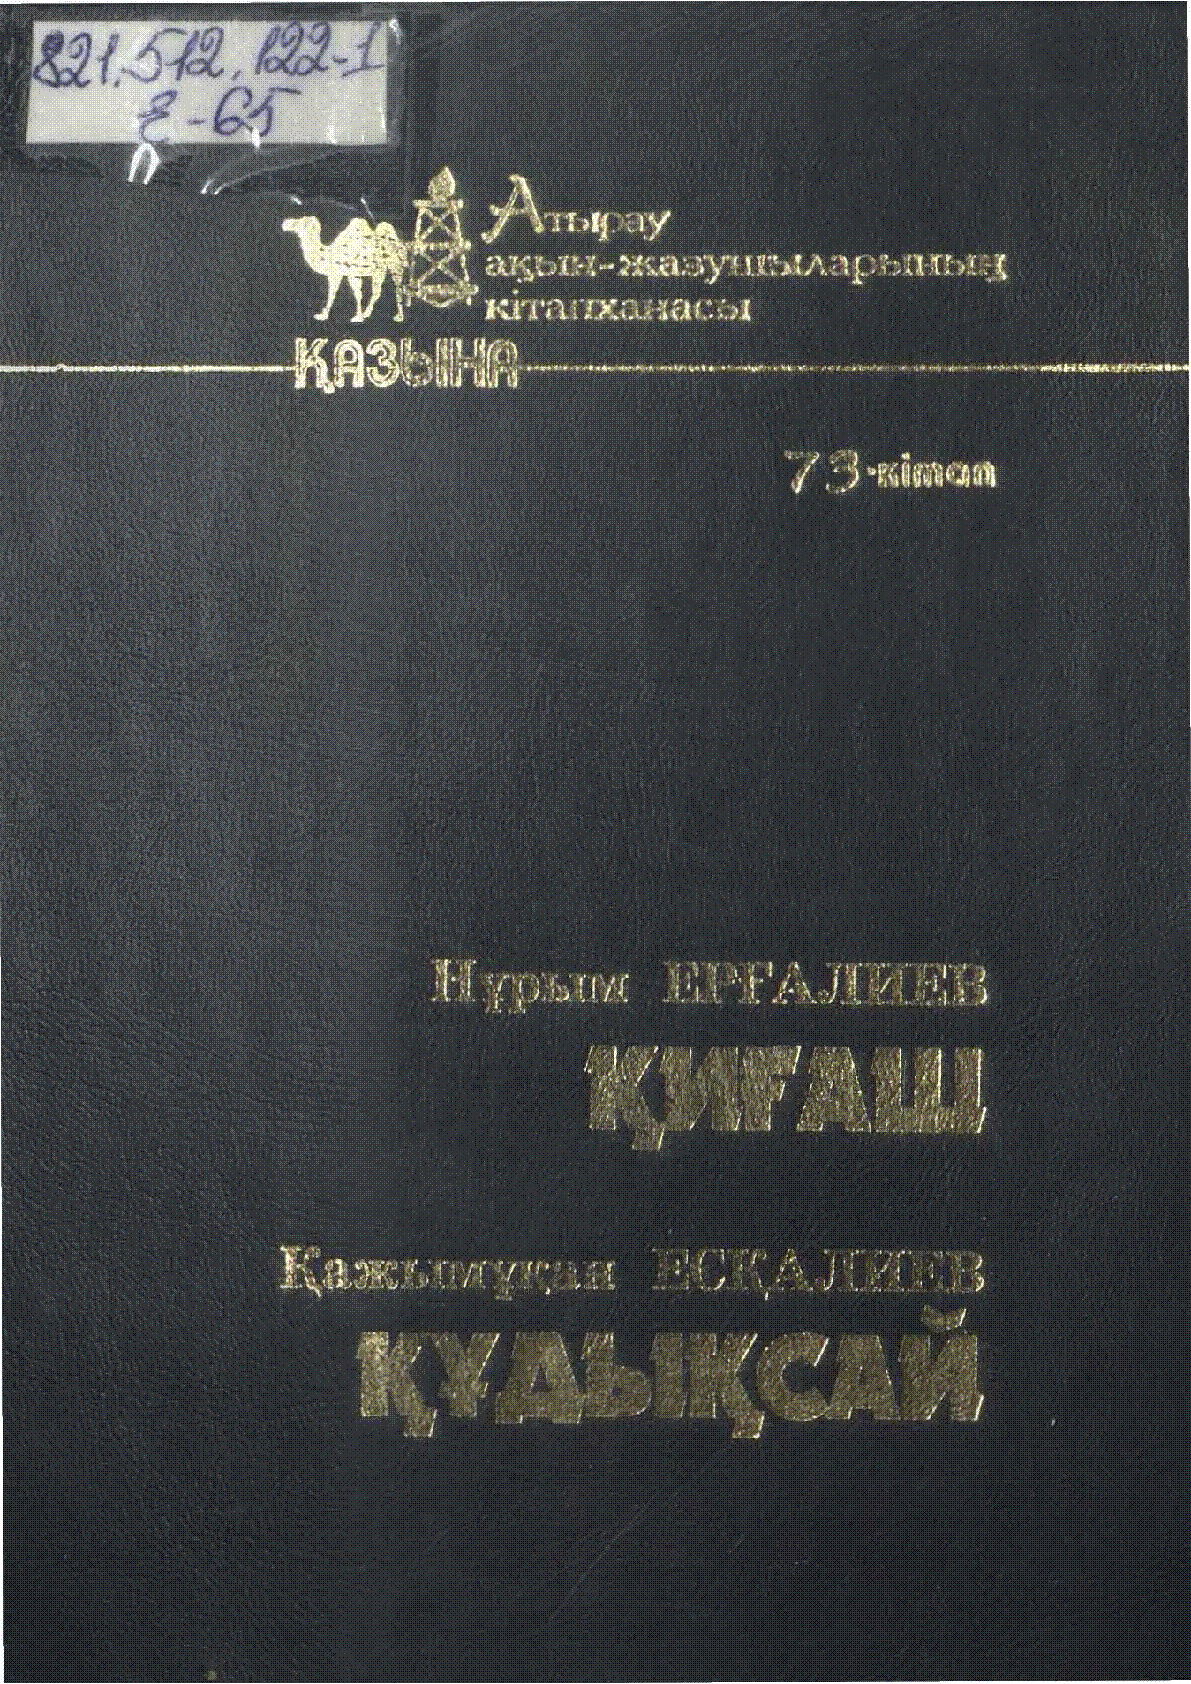 821.512.122-1
Е-65
Атырау
ақын-жазушыларының
кітапханасы
ҚАЗЫНА
73-кітап
Нұрым ЕРҒАЛИЕВ
ҚИҒАШ
Қажымұқан ЕСҚАЛИЕВ
ҚҰДЫҚСАЙ